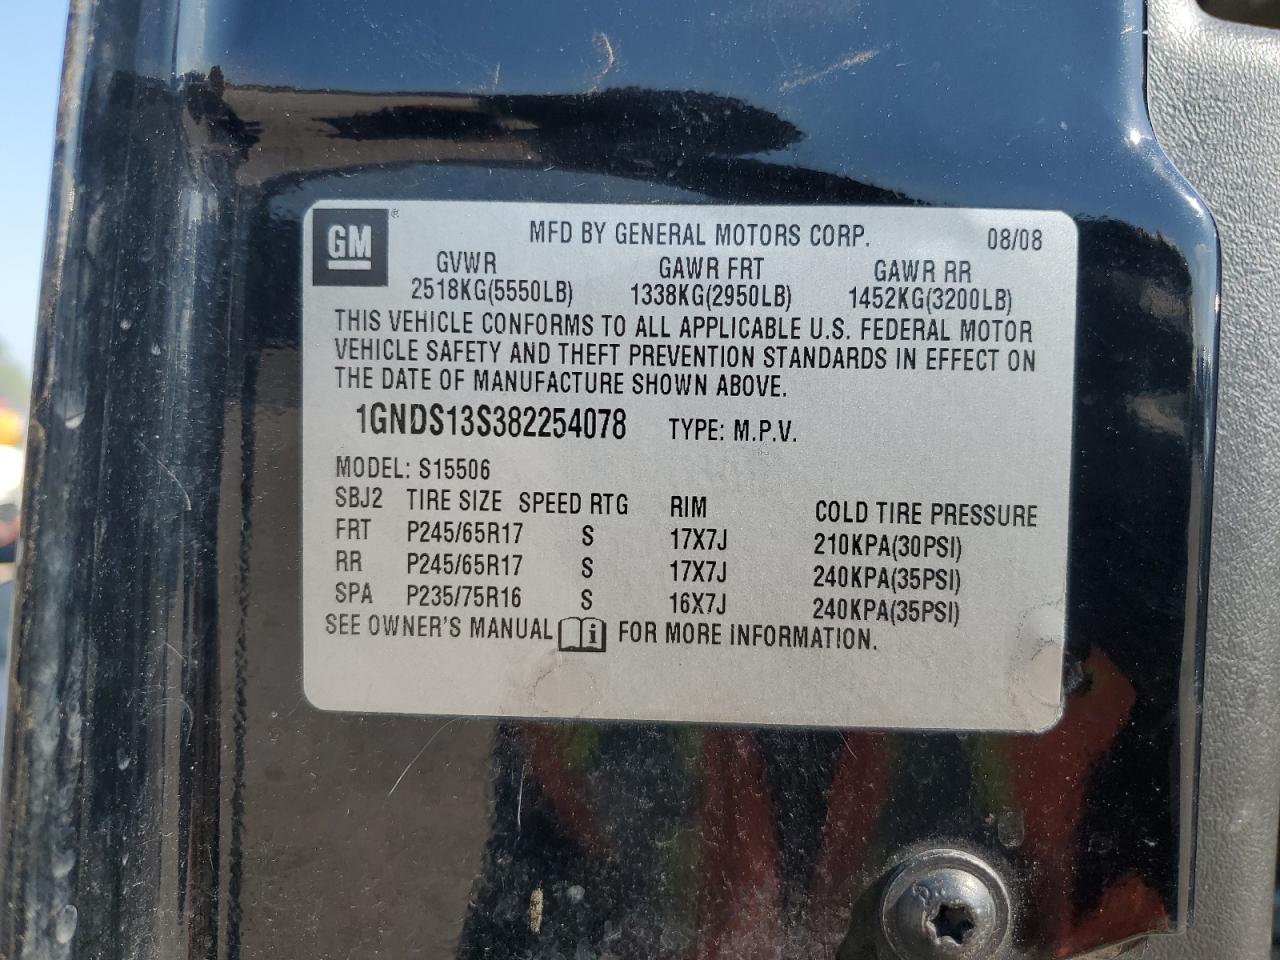 GM ® MFD BY GENERAL MOTORS CORP. 08/08
GVWR GAWR FRT GAWR RR
2518KG(5550LB) 1338KG(2950LB) 1452KG(3200LB)
THIS VEHICLE CONFORMS TO ALL APPLICABLE U.S. FEDERAL MOTOR
VEHICLE SAFETY AND THEFT PREVENTION STANDARDS IN EFFECT ON
THE DATE OF MANUFACTURE SHOWN ABOVE.
1GNDS13S382254078 TYPE: M.P.V.
MODEL: S15506
SBJ2 TIRE SIZE SPEED RTG RIM COLD TIRE PRESSURE
FRT P245/65R17 S 17X7J 210KPA(30PSI)
RR P245/65R17 S 17X7J 240KPA(35PSI)
SPA P235/75R16 S 16X7J 240KPA(35PSI)
SEE OWNER'S MANUAL i FOR MORE INFORMATION.